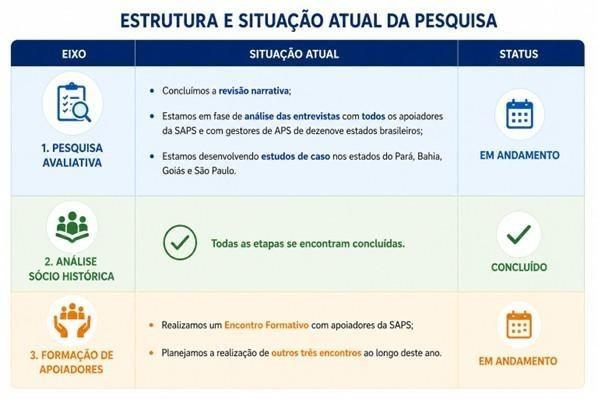 ESTRUTURA E SITUAÇÃO ATUAL DA PESQUISA
EIXO
SITUAÇÃO ATUAL
STATUS
1. PESQUISA
AVALIATIVA
• Concluímos a revisão narrativa;
• Estamos em fase de análise das entrevistas com todos os apoiadores
da SAPS e com gestores de APS de dezenove estados brasileiros;
• Estamos desenvolvendo estudos de caso nos estados do Pará, Bahia,
Goiás e São Paulo.
EM ANDAMENTO
2. ANÁLISE
SÓCIO HISTÓRICA
Todas as etapas se encontram concluídas.
CONCLUÍDO
3. FORMAÇÃO DE
APOIADORES
• Realizamos um Encontro Formativo com apoiadores da SAPS;
• Planejamos a realização de outros três encontros ao longo deste ano.
EM ANDAMENTO